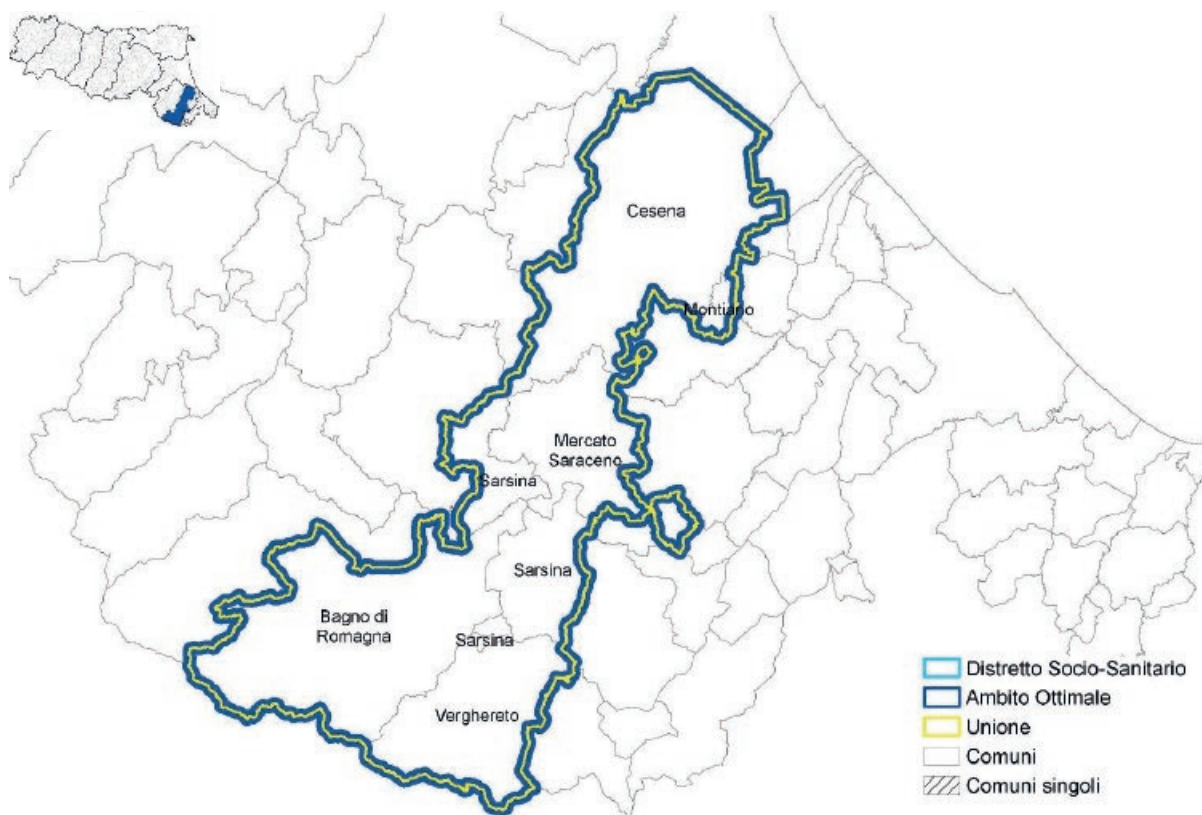 Cesena
Montiano
Mercato
Saraceno
Sarsina
Sarsina
Bagno di
Romagna
Sarsina
Verghereto
Distretto Socio-Sanitario
Ambito Ottimale
Unione
Comuni
Comuni singoli